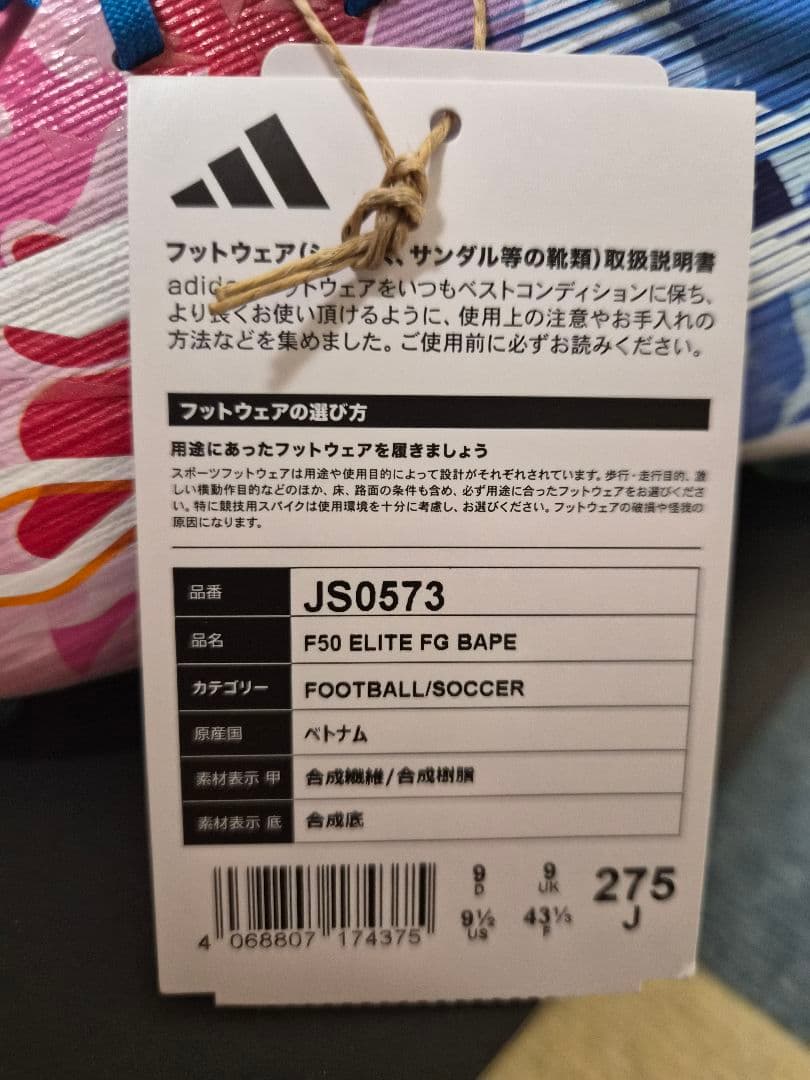 フットウェア(シ ス、サンダル等の靴類)取扱説明書
adid ットウェアをいつもベストコンディションに保ち、
より長くお使い頂けるように、使用上の注意やお手入れの
方法などを集めました。ご使用前に必ずお読みください。
フットウェアの選び方
用途にあったフットウェアを履きましょう
スポーツフットウェアは用途や使用目的によって設計がそれぞれされています。歩行・走行目的、激
しい横動作目的などのほか、床、路面の条件も含め、必ず用途に合ったフットウェアをお選びくださ
い。特に競技用スパイクは使用環境を十分に考慮し、お選びください。フットウェアの破損や怪我の
原因になります。
品番 JS0573
品名 F50 ELITE FG BAPE
カテゴリー FOOTBALL/SOCCER
原産国 ベトナム
素材表示 甲 合成繊維/合成樹脂
素材表示 底 合成底
9 D 9 UK 275 J
9½ US 43⅓ F
4 068807 174375